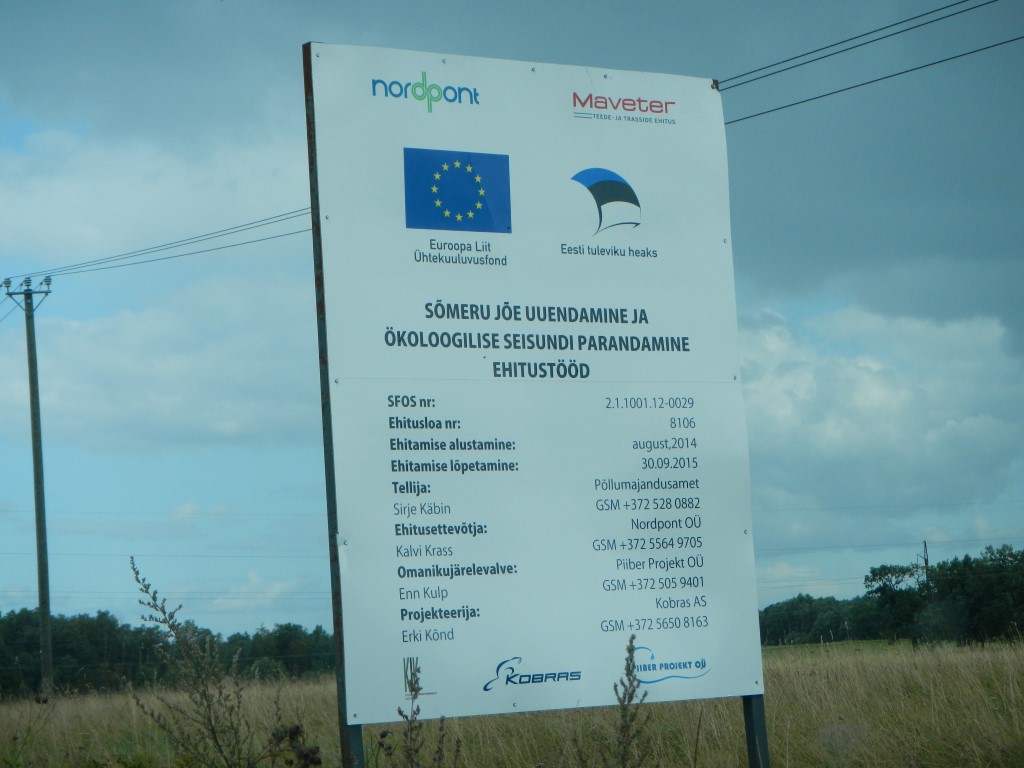 nordpont
Maveter
TEEDE- JA TRASSIDE EHITUS
Euroopa Liit
Ühtekuuluvusfond
Eesti tuleviku heaks
SÕMERU JÕE UUENDAMINE JA
ÖKOLOOGILISE SEISUNDI PARANDAMINE
EHITUSTÖÖD
SFOS nr: 2.1.1001.12-0029
Ehitusloa nr: 8106
Ehitamise alustamine: august,2014
Ehitamise lõpetamine: 30.09.2015
Tellija: Põllumajandusamet
Sirje Käbin GSM +372 528 0882
Ehitusettevõtja: Nordpont OÜ
Kalvi Krass GSM +372 5564 9705
Omanikujärelevalve: Piiber Projekt OÜ
Enn Kulp GSM +372 505 9401
Projekteerija: Kobras AS
Erki Kõnd GSM +372 5650 8163
KOBRAS
PIIBER PROJEKT OÜ